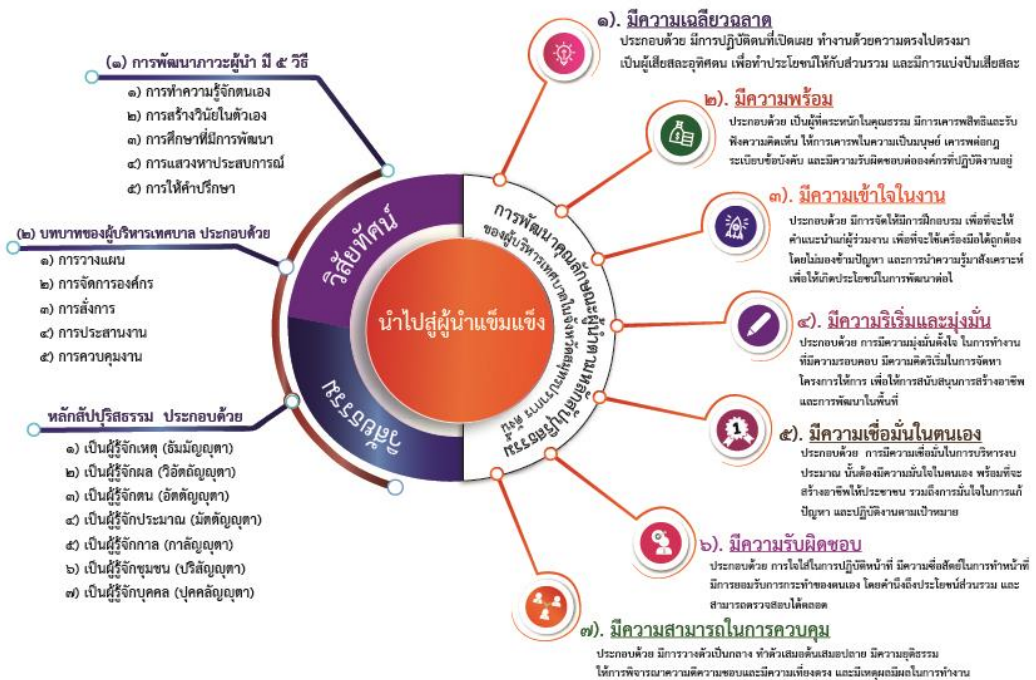 (๑) การพัฒนาภาวะผู้นำ มี ๕ วิธี
๑) การทำความรู้จักตนเอง
๒) การสร้างวินัยในตัวเอง
๓) การศึกษาที่มีการพัฒนา
๔) การแสวงหาประสบการณ์
๕) การให้คำปรึกษา
(๒) บทบาทของผู้บริหารเทศบาล ประกอบด้วย
๑) การวางแผน
๒) การจัดการองค์กร
๓) การสั่งการ
๔) การประสานงาน
๕) การควบคุมงาน
หลักสัปปุริสธรรม ประกอบด้วย
๑) เป็นผู้รู้จักเหตุ (ธัมมัญญุตา)
๒) เป็นผู้รู้จักผล (วิอัตถัญญุตา)
๓) เป็นผู้รู้จักตน (อัตตัญญุตา)
๔) เป็นผู้รู้จักประมาณ (มัตตัญญุตา)
๕) เป็นผู้รู้จักกาล (กาลัญญุตา)
๖) เป็นผู้รู้จักชุมชน (ปริสัญญุตา)
๗) เป็นผู้รู้จักบุคคล (ปุคคลัญญุตา)
วิสัยทัศน์
วิสัยธรรม
นำไปสู่ผู้นำแข็มแข็ง
การพัฒนาคุณลักษณะผู้นำตามหลักสัปปุริสธรรม
ของผู้บริหารเทศบาลในจังหวัดสมุทรปราการ ดังนี้
๑). มีความเฉลียวฉลาด
ประกอบด้วย มีการปฏิบัติตนที่เปิดเผย ทำงานด้วยความตรงไปตรงมา
เป็นผู้เสียสละอุทิศตน เพื่อทำประโยชน์ให้กับส่วนรวม และมีการแบ่งปันเสียสละ
๒). มีความพร้อม
ประกอบด้วย เป็นผู้ที่ตระหนักในคุณธรรม มีการเคารพสิทธิและรับ
ฟังความคิดเห็น ให้การเคารพในความเป็นมนุษย์ เคารพต่อกฎ
ระเบียบข้อบังคับ และมีความรับผิดชอบต่อองค์กรที่ปฏิบัติงานอยู่
๓). มีความเข้าใจในงาน
ประกอบด้วย มีการจัดให้มีการฝึกอบรม เพื่อที่จะให้
คำแนะนำแก่ผู้ร่วมงาน เพื่อที่จะใช้เครื่องมือได้ถูกต้อง
โดยไม่มองข้ามปัญหา และการนำความรู้มาสังเคราะห์
เพื่อให้เกิดประโยชน์ในการพัฒนาต่อไ
๔). มีความริเริ่มและมุ่งมั่น
ประกอบด้วย การมีความมุ่งมั่นตั้งใจ ในการทำงาน
ที่มีความรอบคอบ มีความคิดริเริ่มในการจัดหา
โครงการให้การ เพื่อให้การสนับสนุนการสร้างอาชีพ
และการพัฒนาในพื้นที่
1
๕). มีความเชื่อมั่นในตนเอง
ประกอบด้วย การมีความเชื่อมั่นในการบริหารงบ
ประมาณ นั้นต้องมีความมั่นใจในตนเอง พร้อมที่จะ
สร้างอาชีพให้ประชาชน รวมถึงการมั่นใจในการแก้
ปัญหา และปฏิบัติงานตามเป้าหมาย
๖). มีความรับผิดชอบ
ประกอบด้วย การใจใส่ในการปฏิบัติหน้าที่ มีความซื่อสัตย์ในการทำหน้าที่
มีการยอมรับการกระทำของตนเอง โดยคำนึงถึงประโยชน์ส่วนรวม และ
สามารถตรวจสอบได้ตลอด
๗). มีความสามารถในการควบคุม
ประกอบด้วย มีการวางตัวเป็นกลาง ทำตัวเสมอต้นเสมอปลาย มีความยุติธรรม
ให้การพิจารณาความดีความชอบและมีความเที่ยงตรง และมีเหตุผลมีผลในการทำงาน